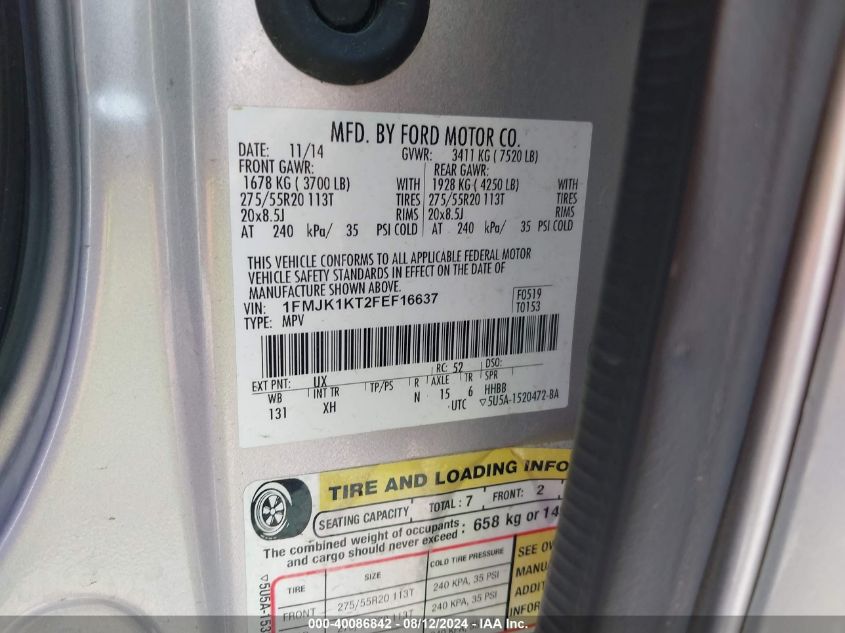 MFD. BY FORD MOTOR CO.
DATE: 11/14 GVWR: 3411 KG ( 7520 LB)
FRONT GAWR: REAR GAWR:
1678 KG ( 3700 LB) WITH 1928 KG ( 4250 LB) WITH
275/55R20 113T TIRES 275/55R20 113T TIRES
20x8.5J RIMS 20x8.5J RIMS
AT 240 kPa/ 35 PSI COLD AT 240 kPa/ 35 PSI COLD
THIS VEHICLE CONFORMS TO ALL APPLICABLE FEDERAL MOTOR
VEHICLE SAFETY STANDARDS IN EFFECT ON THE DATE OF
MANUFACTURE SHOWN ABOVE.
VIN: 1FMJK1KT2FEF16637 F0519
TYPE: MPV T0153
EXT PNT: UX RC: 52 DSO:
WB INT TR TP/PS R AXLE TR SPR
131 XH N 15 6 HHBB
UTC ▽5U5A-1520472-BA
TIRE AND LOADING INFO
SEATING CAPACITY TOTAL : 7 FRONT: 2
The combined weight of occupants
and cargo should never exceed : 658 kg or 14
TIRE SIZE COLD TIRE PRESSURE SEE OW
FRONT 275/55R20 113T 240 KPA, 35 PSI MANU
240 KPA, 35 PSI ADDIT
INFOR
▽5U5A-153
000-40086842 - 08/12/2024 - IAA Inc.